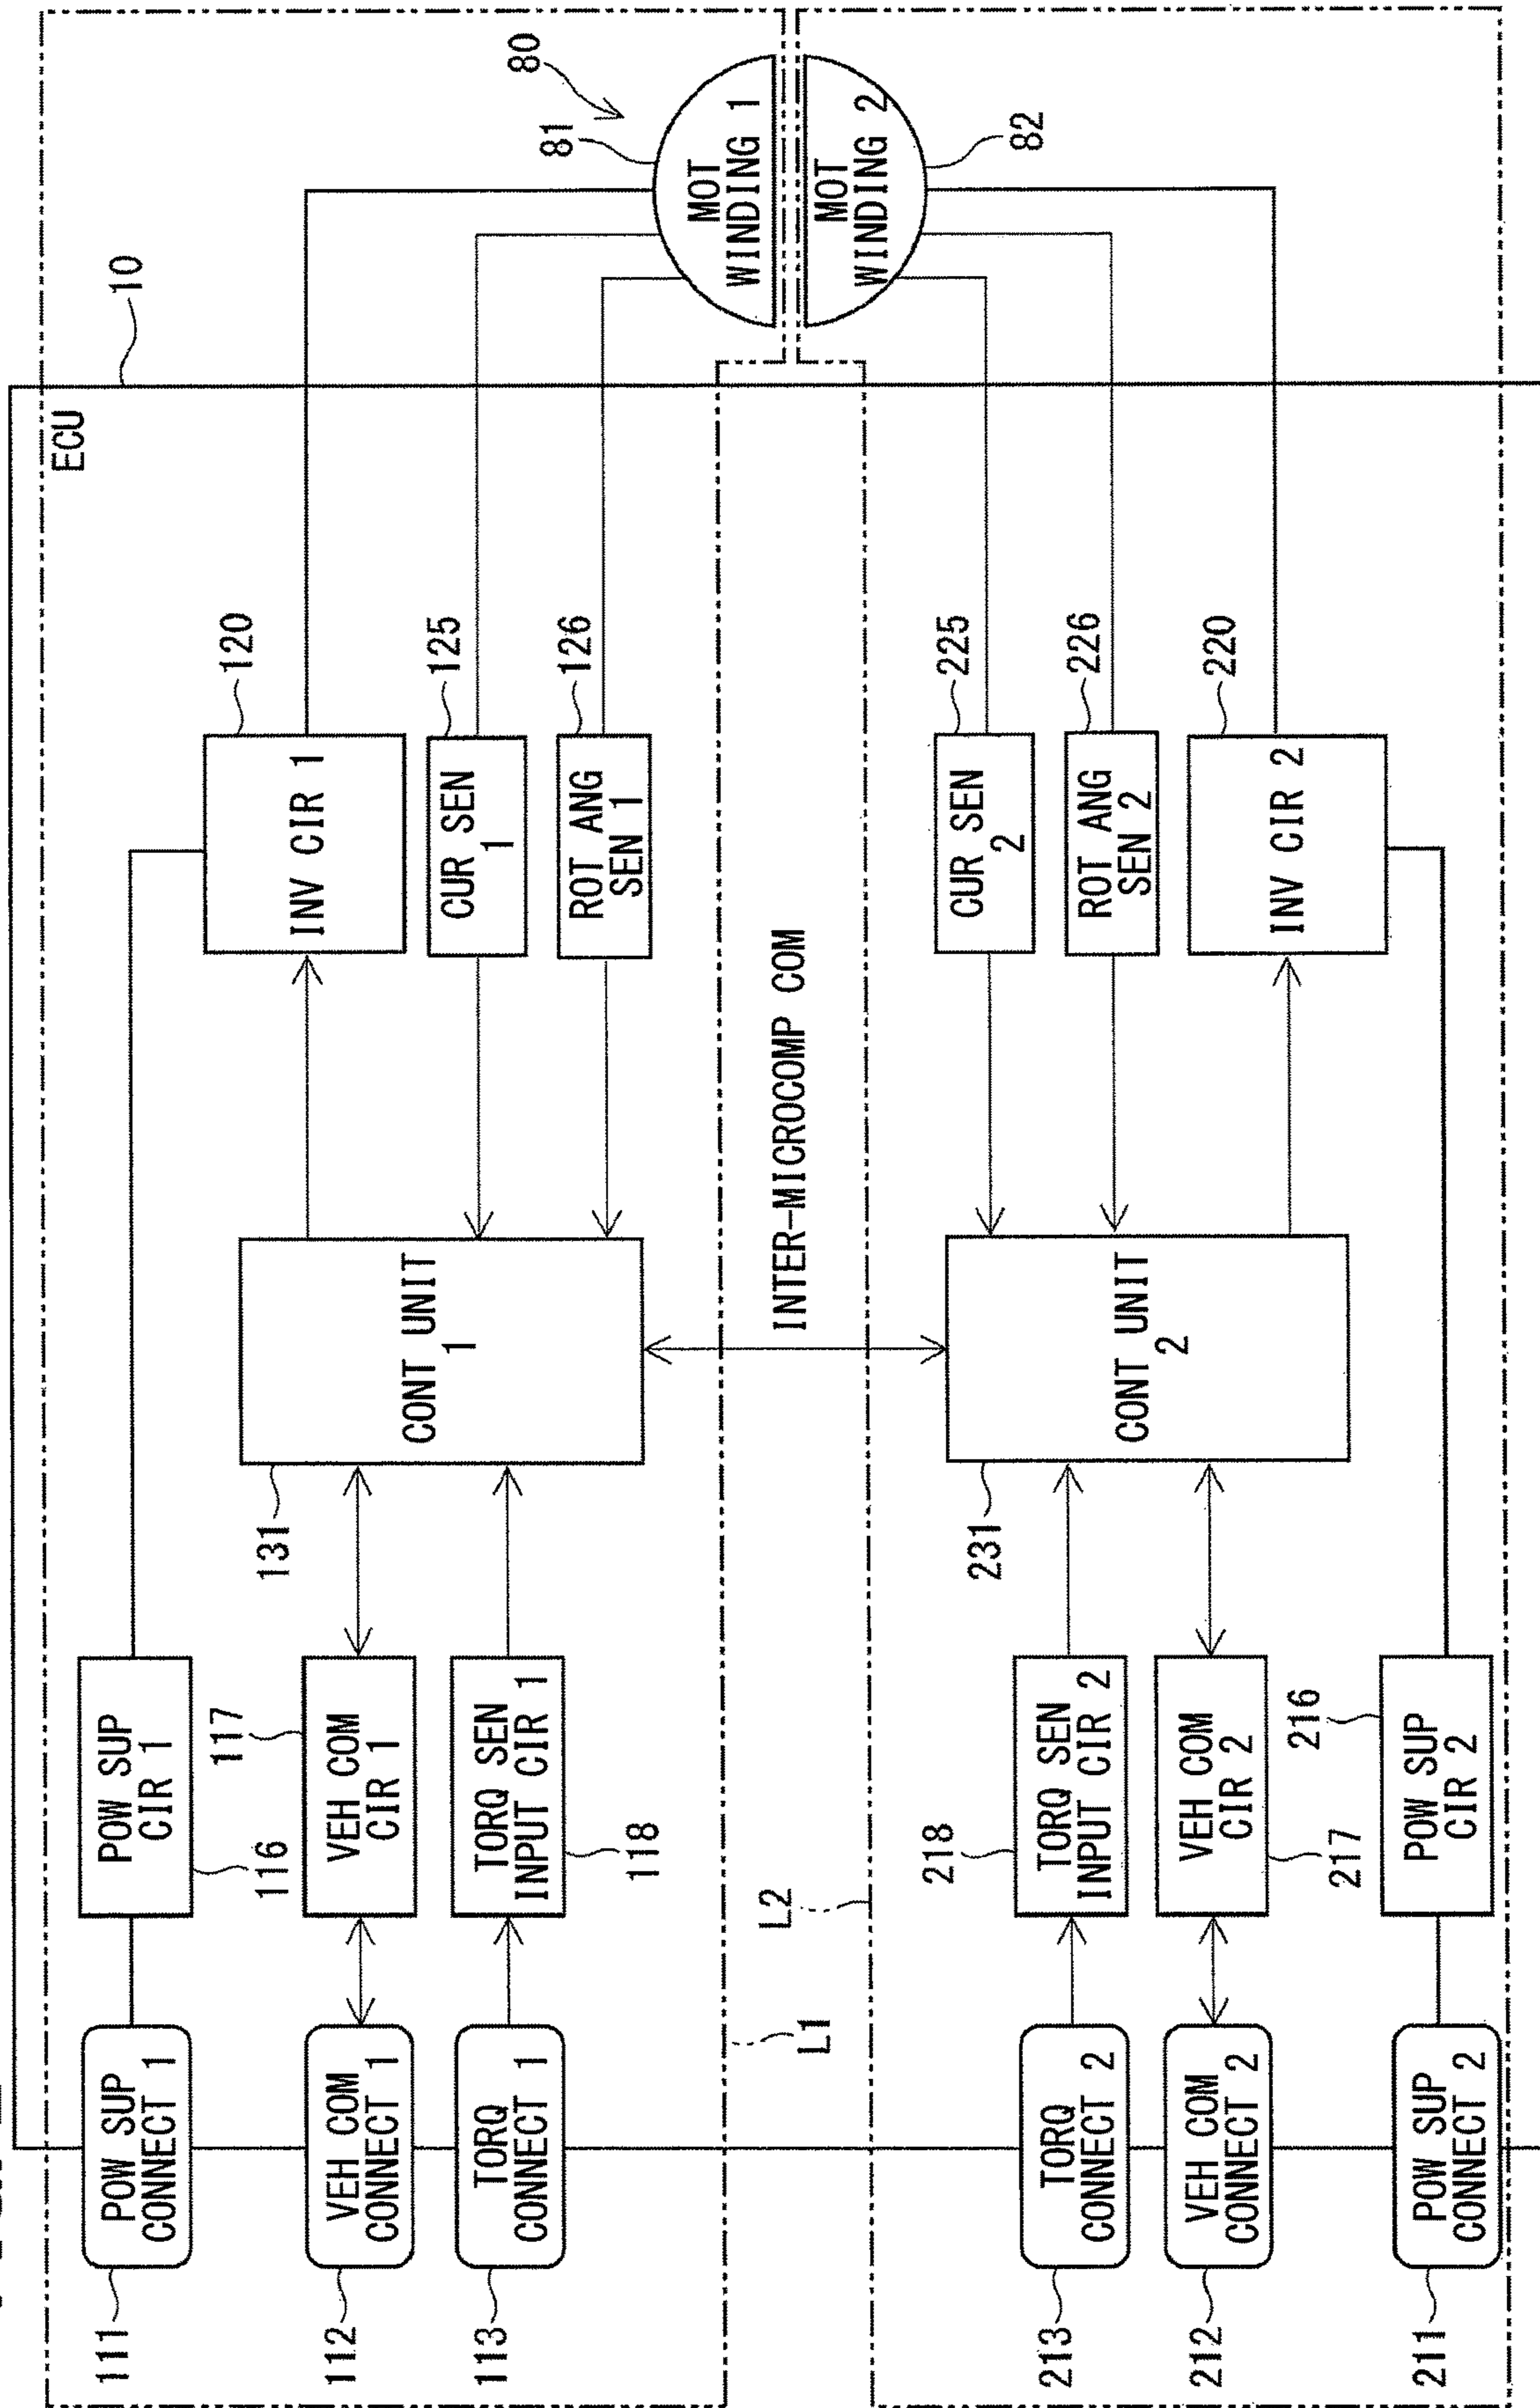 ECU
10
80
81
MOT
WINDING 1
MOT
WINDING 2
82
POW SUP
CONNECT 1
111
POW SUP
CIR 1
116
INV CIR 1
120
VEH COM
CONNECT 1
112
VEH COM
CIR 1
117
CONT UNIT
1
131
CUR SEN
1
125
TORQ
CONNECT 1
113
TORQ SEN
INPUT CIR 1
118
ROT ANG
SEN 1
126
L1
INTER-MICROCOMP COM
L2
TORQ
CONNECT 2
213
TORQ SEN
INPUT CIR 2
218
CONT UNIT
2
231
CUR SEN
2
225
VEH COM
CONNECT 2
212
VEH COM
CIR 2
217
ROT ANG
SEN 2
226
INV CIR 2
220
POW SUP
CONNECT 2
211
POW SUP
CIR 2
216